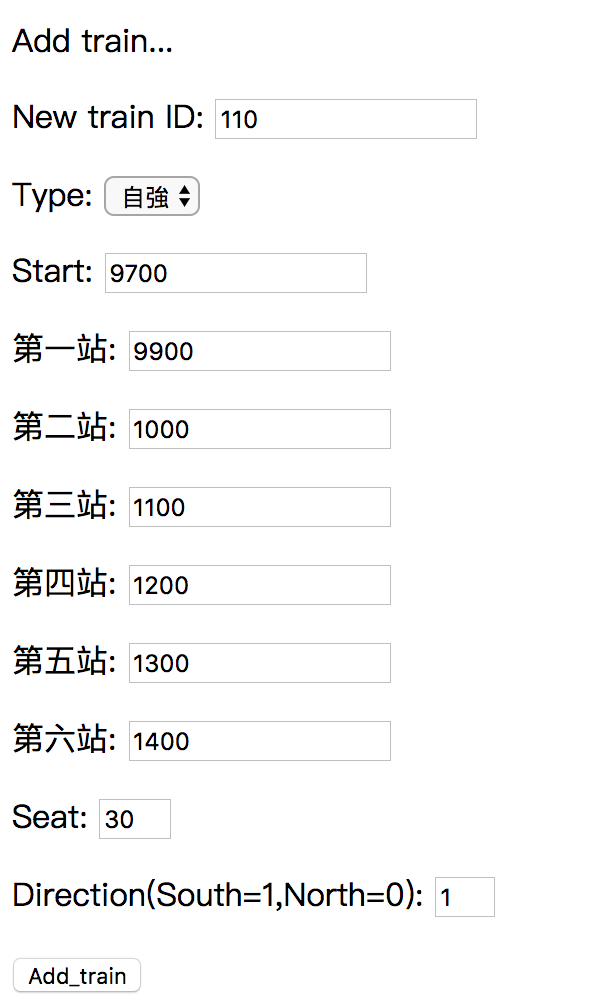 Add train...
New train ID: 110
Type: 自強
Start: 9700
第一站: 9900
第二站: 1000
第三站: 1100
第四站: 1200
第五站: 1300
第六站: 1400
Seat: 30
Direction(South=1,North=0): 1
Add_train